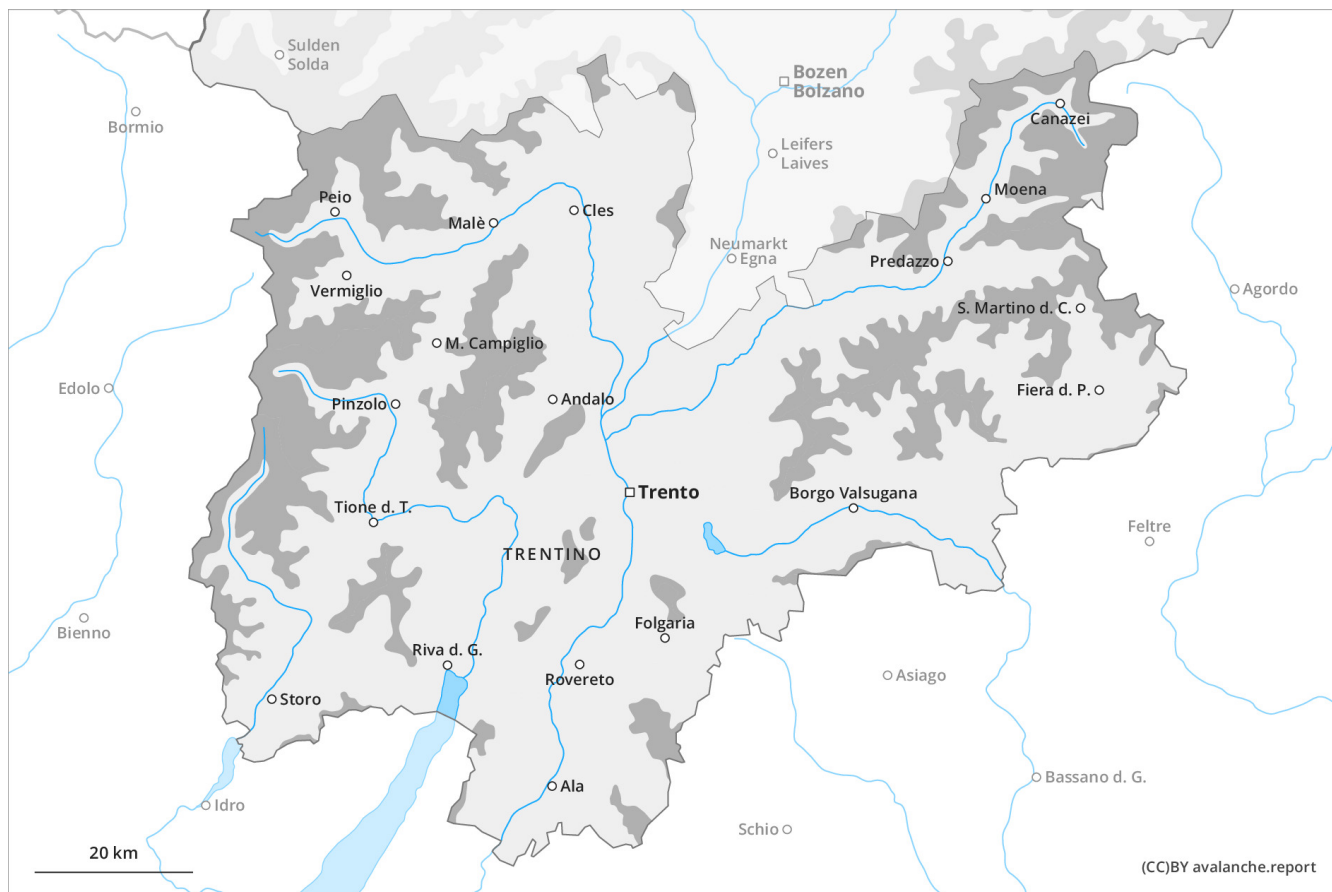 Sulden
Solda
Bozen
Bolzano
Bormio
Canazei
Leifers
Laives
Peio
Moena
Malè
Cles
Neumarkt
Egna
Predazzo
Vermiglio
Agordo
S. Martino d. C.
M. Campiglio
Edolo
Fiera d. P.
Andalo
Pinzolo
Trento
Borgo Valsugana
Tione d. T.
Feltre
TRENTINO
Bienno
Folgaria
Riva d. G.
Asiago
Rovereto
Storo
Bassano d. G.
Ala
Idro
Schio
20 km
(CC)BY avalanche.report